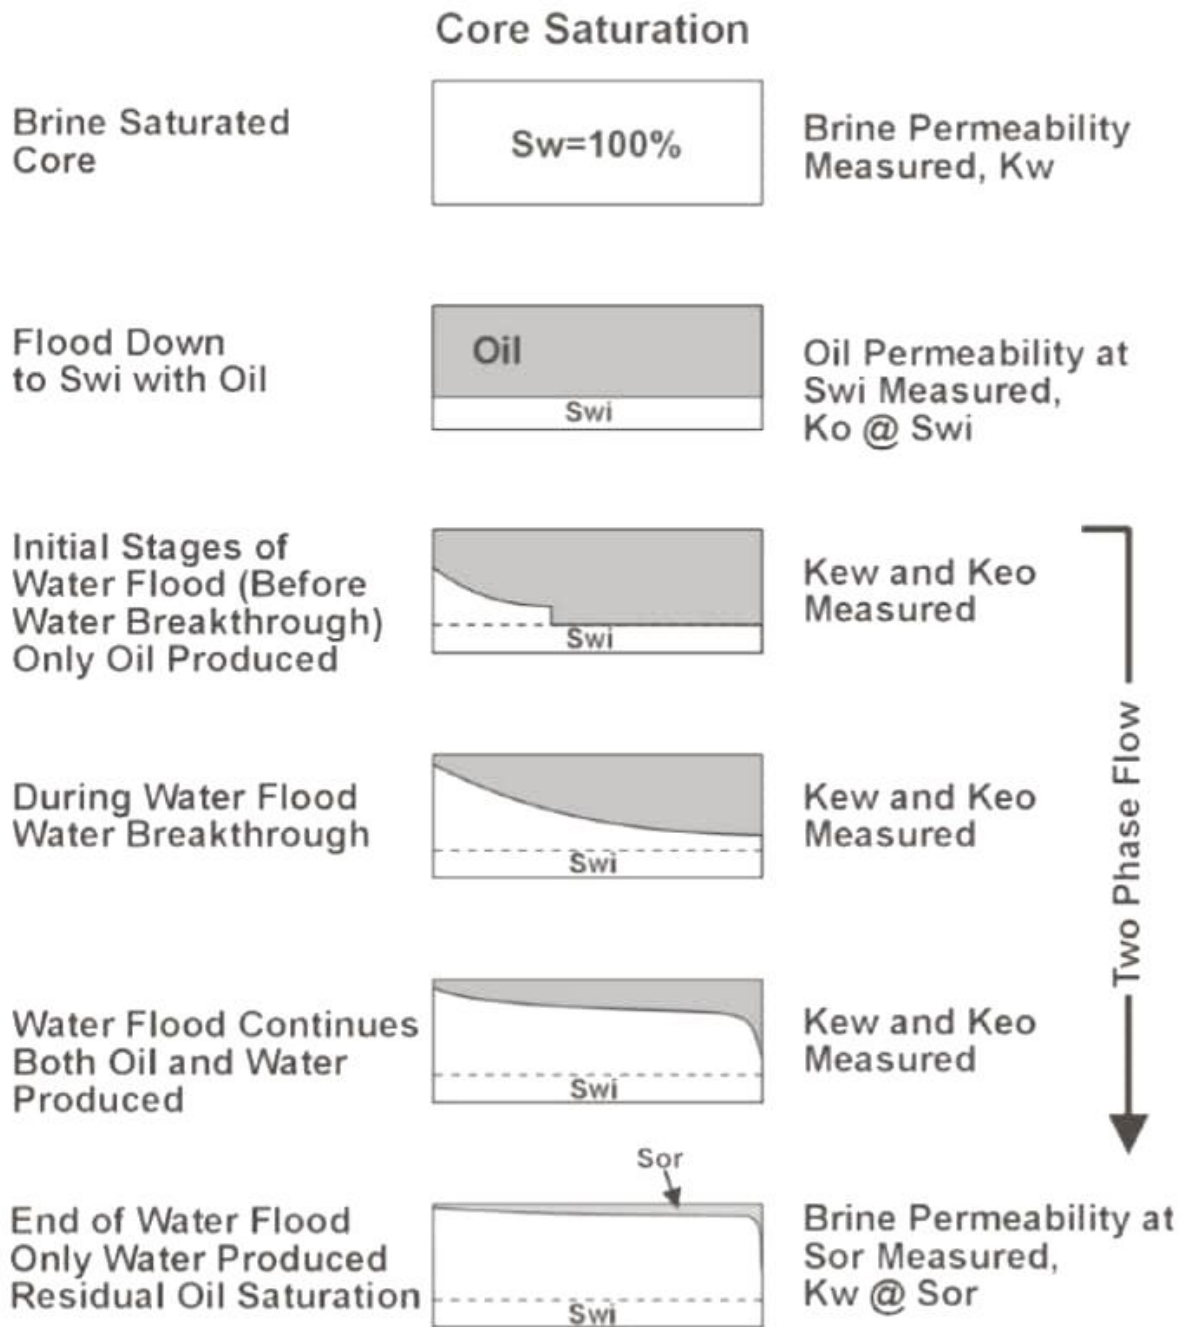 Core Saturation
Brine Saturated
Core
Sw=100%
Brine Permeability
Measured, Kw
Flood Down
to Swi with Oil
Oil
Swi
Oil Permeability at
Swi Measured,
Ko @ Swi
Initial Stages of
Water Flood (Before
Water Breakthrough)
Only Oil Produced
Swi
Kew and Keo
Measured
During Water Flood
Water Breakthrough
Swi
Kew and Keo
Measured
Two Phase Flow
Water Flood Continues
Both Oil and Water
Produced
Swi
Kew and Keo
Measured
End of Water Flood
Only Water Produced
Residual Oil Saturation
Sor
Swi
Brine Permeability at
Sor Measured,
Kw @ Sor